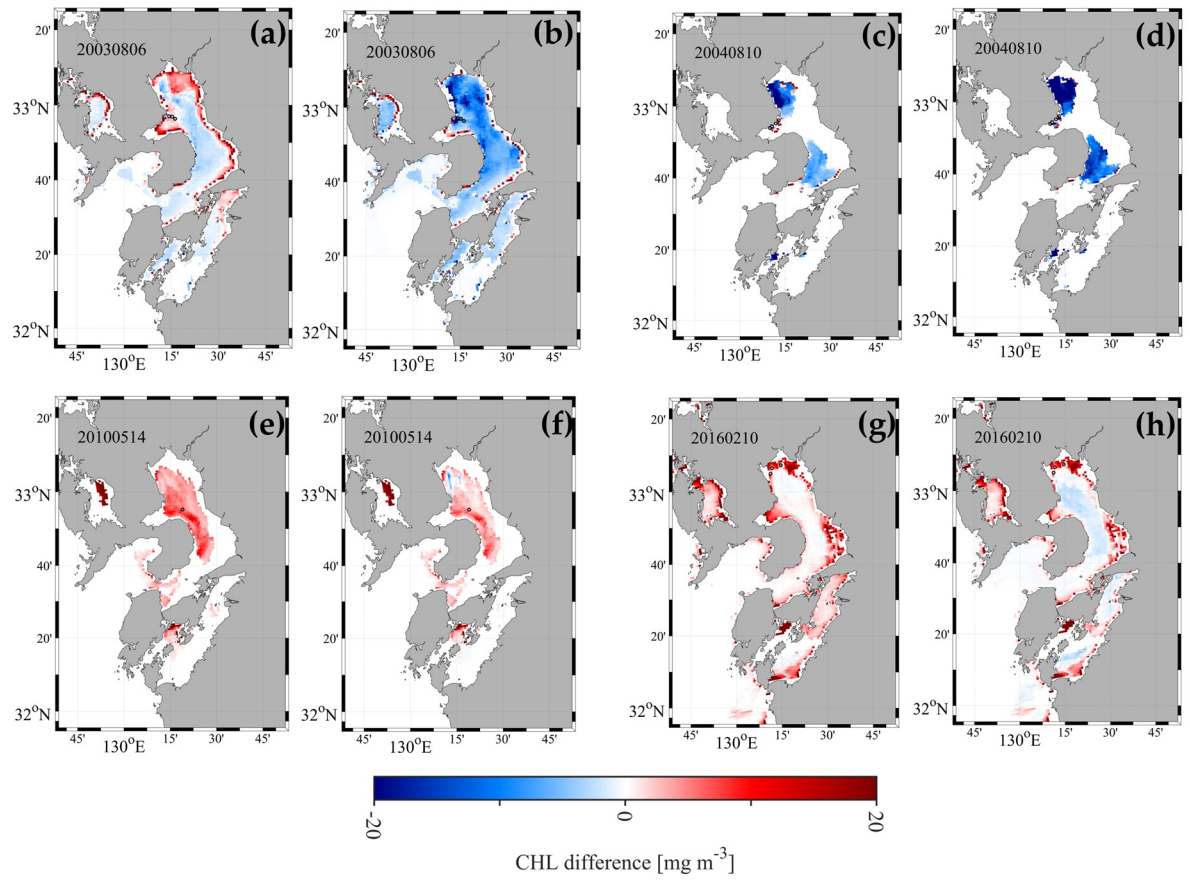 (a) (b) (c) (d)
20030806 20030806 20040810 20040810
20' 20' 20' 20'
33°N 33°N 33°N 33°N
40' 40' 40' 40'
20' 20' 20' 20'
32°N 32°N 32°N 32°N
45' 15' 30' 45' 45' 15' 30' 45' 45' 15' 30' 45' 45' 15' 30' 45'
130°E 130°E 130°E 130°E
(e) (f) (g) (h)
20100514 20100514 20160210 20160210
20' 20' 20' 20'
33°N 33°N 33°N 33°N
40' 40' 40' 40'
20' 20' 20' 20'
32°N 32°N 32°N 32°N
45' 15' 30' 45' 45' 15' 30' 45' 45' 15' 30' 45' 45' 15' 30' 45'
130°E 130°E 130°E 130°E
-20 0 20
CHL difference [mg m⁻³]